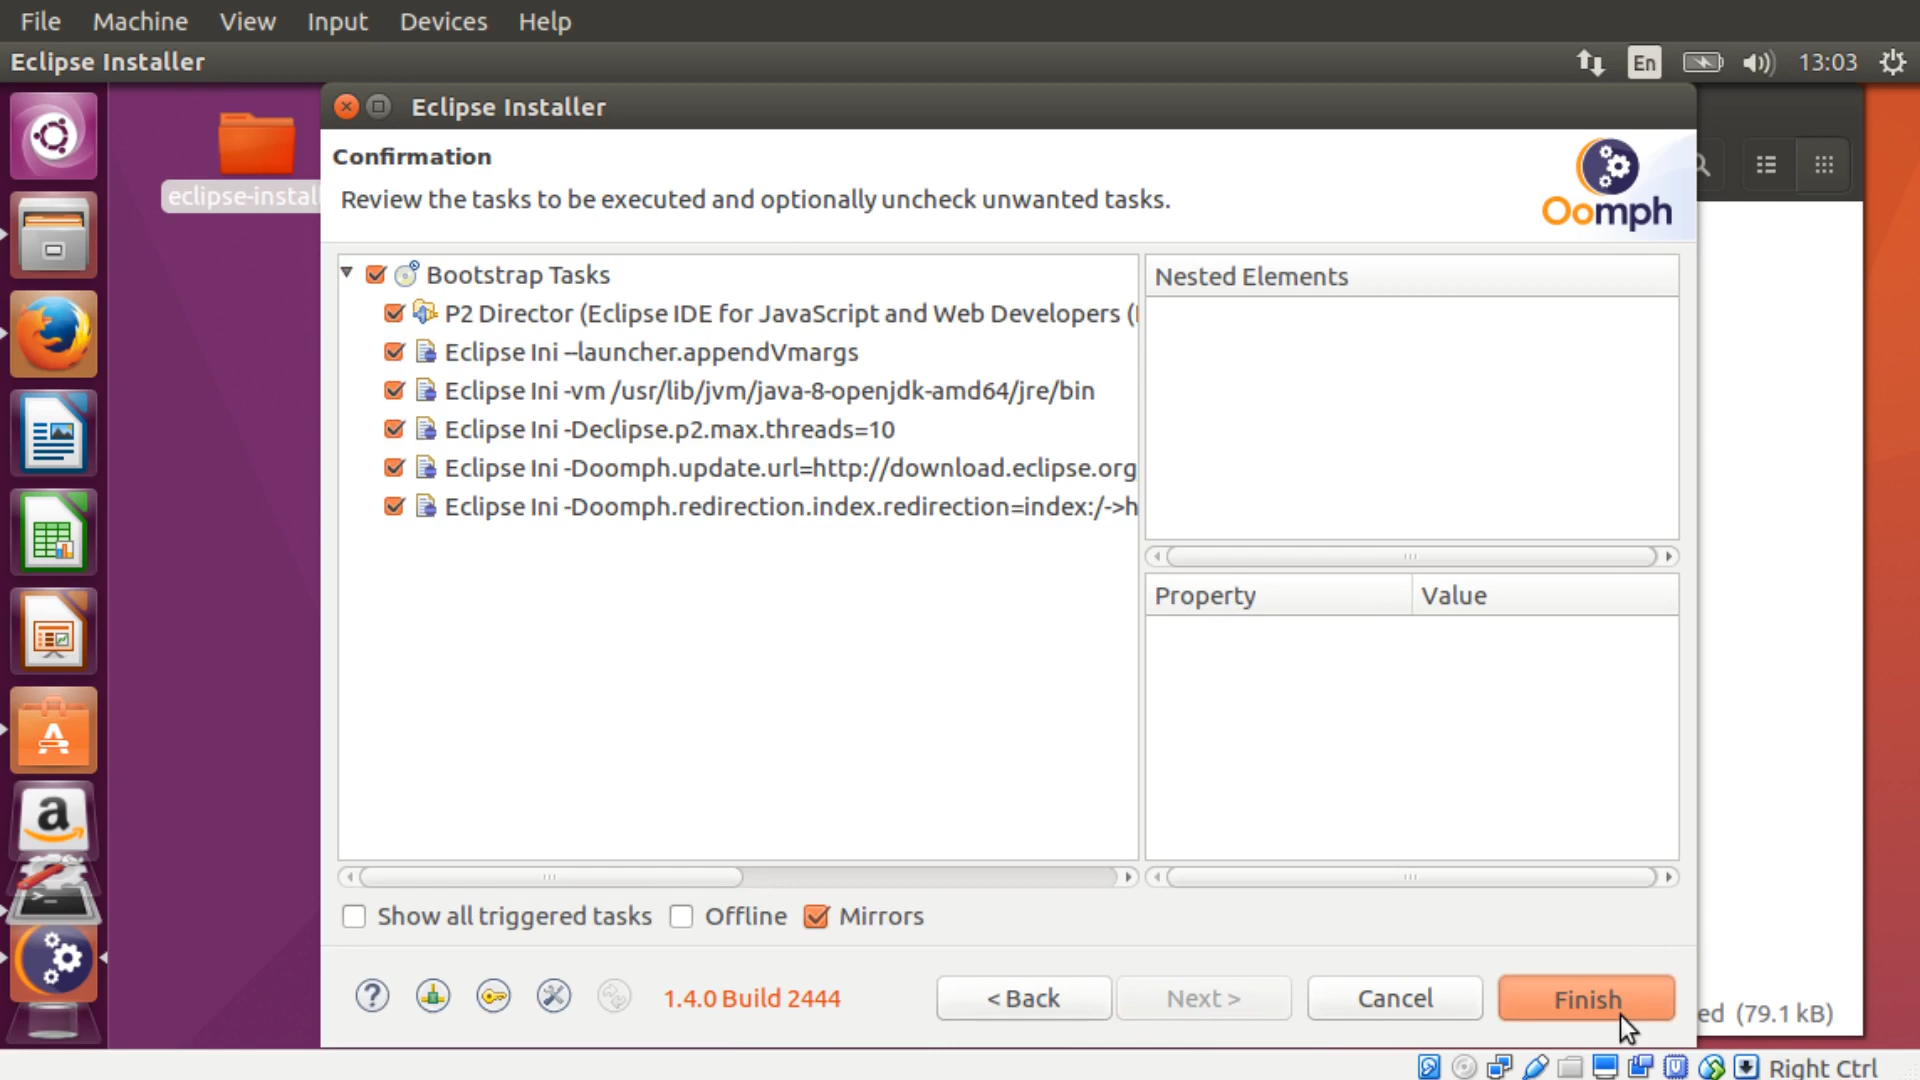 File Machine View Input Devices Help
Eclipse Installer En 13:03
Eclipse Installer
Confirmation
Review the tasks to be executed and optionally uncheck unwanted tasks.
Oomph
eclipse-install
Bootstrap Tasks
P2 Director (Eclipse IDE for JavaScript and Web Developers (
Eclipse Ini --launcher.appendVmargs
Eclipse Ini -vm /usr/lib/jvm/java-8-openjdk-amd64/jre/bin
Eclipse Ini -Declipse.p2.max.threads=10
Eclipse Ini -Doomph.update.url=http://download.eclipse.org
Eclipse Ini -Doomph.redirection.index.redirection=index:/->h
Nested Elements
Property Value
Show all triggered tasks Offline Mirrors
1.4.0 Build 2444
< Back Next > Cancel Finish
ed (79.1 kB)
Right Ctrl